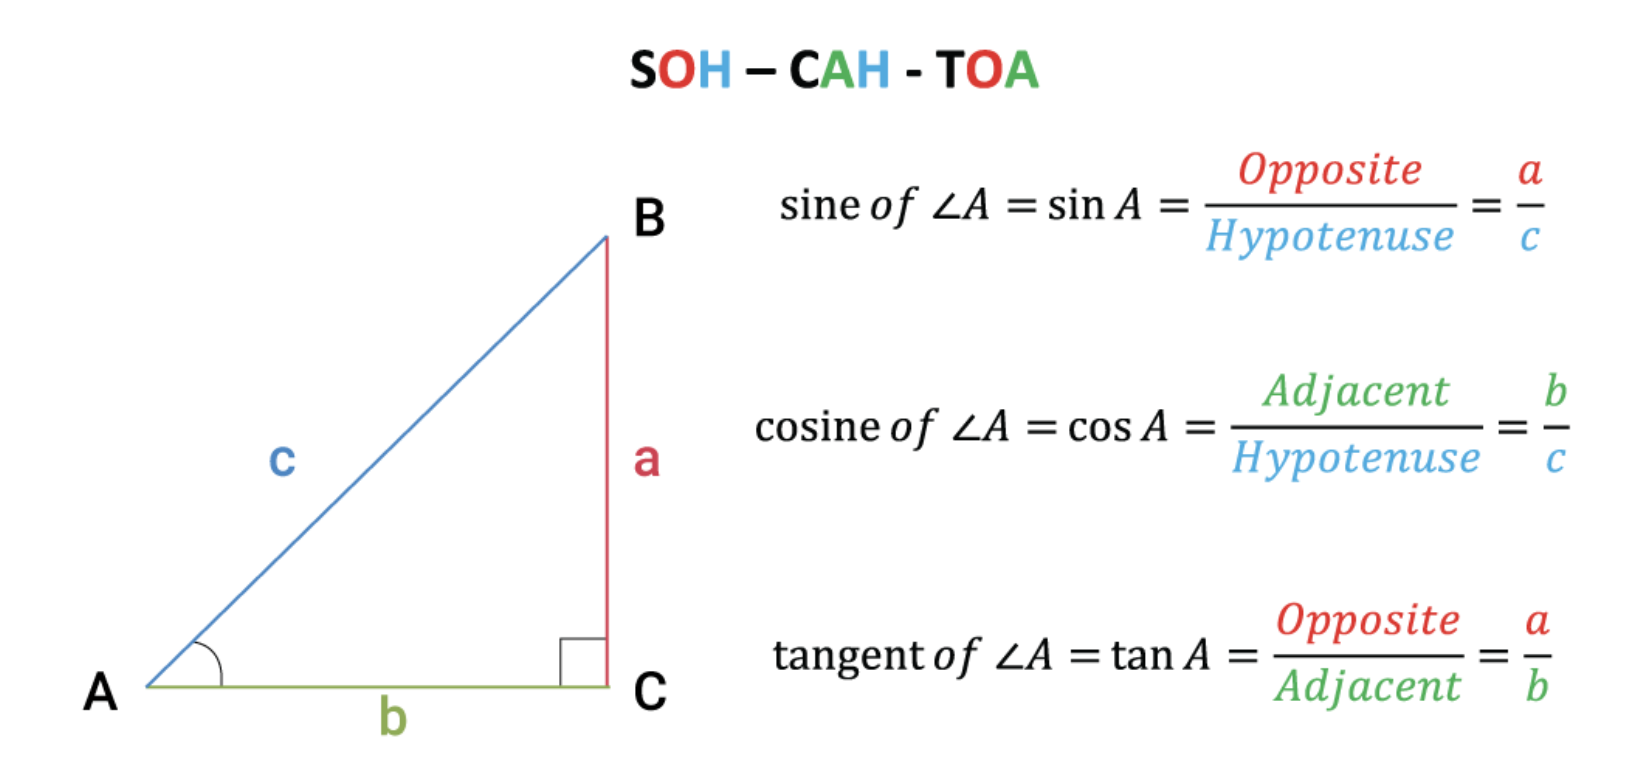 SOH – CAH - TOA
B
sine of ∠A = sin A = Opposite / Hypotenuse = a / c
c
a
cosine of ∠A = cos A = Adjacent / Hypotenuse = b / c
tangent of ∠A = tan A = Opposite / Adjacent = a / b
A
b
C